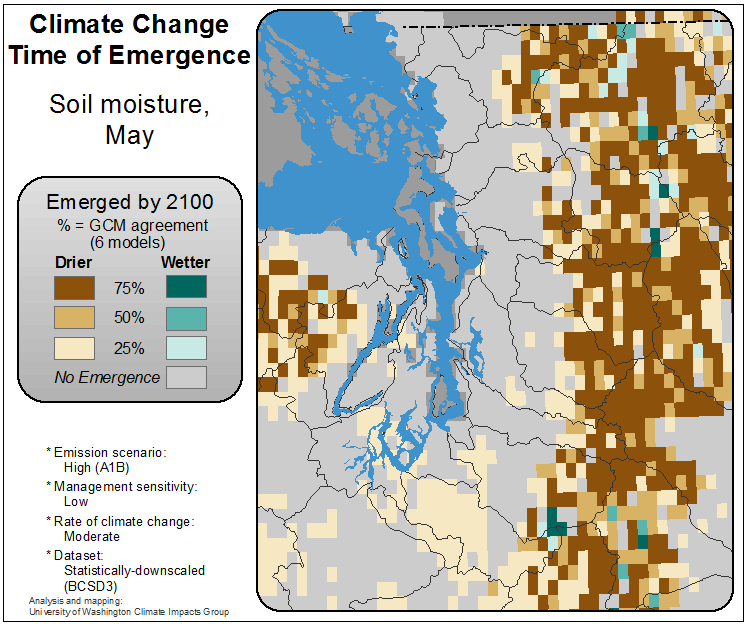 Climate Change
Time of Emergence
Soil moisture,
May
Emerged by 2100
% = GCM agreement
(6 models)
Drier Wetter
75%
50%
25%
No Emergence
* Emission scenario:
High (A1B)
* Management sensitivity:
Low
* Rate of climate change:
Moderate
* Dataset:
Statistically-downscaled
(BCSD3)
Analysis and mapping:
University of Washington Climate Impacts Group